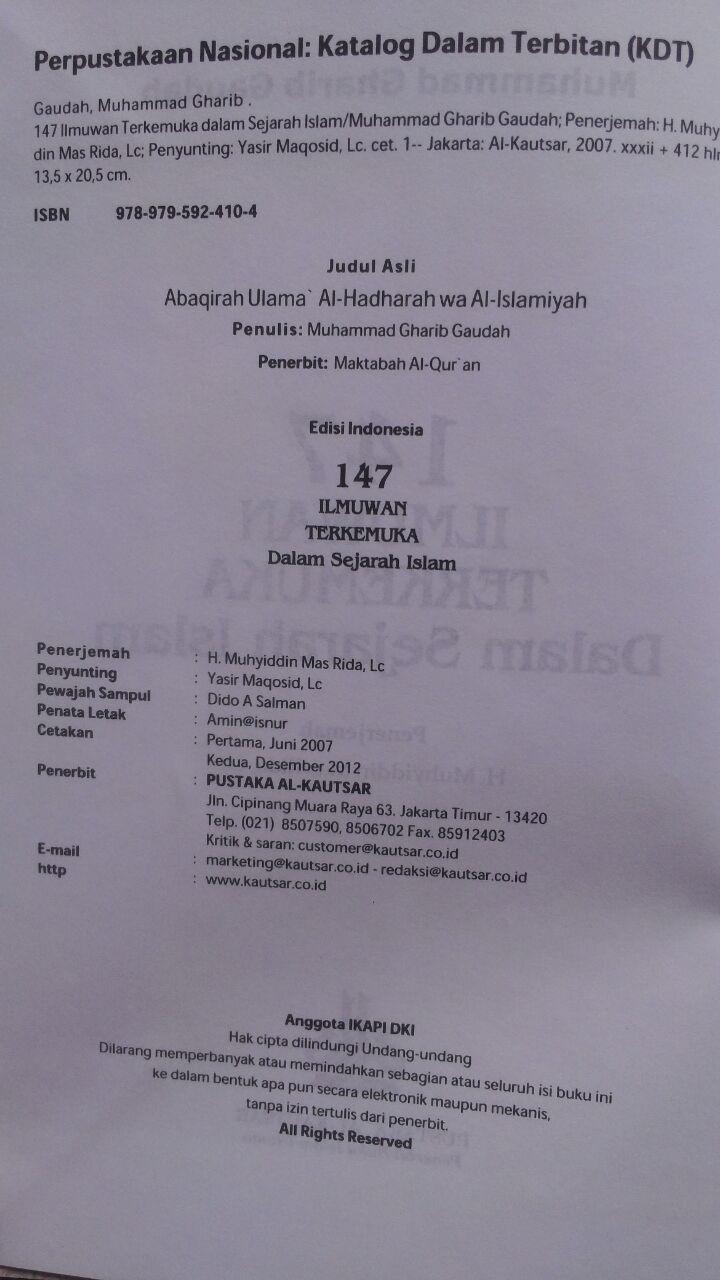 Perpustakaan Nasional: Katalog Dalam Terbitan (KDT)
Gaudah, Muhammad Gharib .
147 Ilmuwan Terkemuka dalam Sejarah Islam/Muhammad Gharib Gaudah; Penerjemah: H. Muhy
din Mas Rida, Lc; Penyunting: Yasir Maqosid, Lc. cet. 1-- Jakarta: Al-Kautsar, 2007. xxxii + 412 hlm
13,5 x 20,5 cm.
ISBN 978-979-592-410-4
Judul Asli
Abaqirah Ulama` Al-Hadharah wa Al-Islamiyah
Penulis: Muhammad Gharib Gaudah
Penerbit: Maktabah Al-Qur`an
Edisi Indonesia
147
ILMUWAN
TERKEMUKA
Dalam Sejarah Islam
Penerjemah : H. Muhyiddin Mas Rida, Lc
Penyunting : Yasir Maqosid, Lc
Pewajah Sampul : Dido A Salman
Penata Letak : Amin@isnur
Cetakan : Pertama, Juni 2007
Kedua, Desember 2012
Penerbit : PUSTAKA AL-KAUTSAR
Jln. Cipinang Muara Raya 63. Jakarta Timur - 13420
Telp. (021) 8507590, 8506702 Fax. 85912403
Kritik & saran: customer@kautsar.co.id
E-mail : marketing@kautsar.co.id - redaksi@kautsar.co.id
http : www.kautsar.co.id
Anggota IKAPI DKI
Hak cipta dilindungi Undang-undang
Dilarang memperbanyak atau memindahkan sebagian atau seluruh isi buku ini
ke dalam bentuk apa pun secara elektronik maupun mekanis,
tanpa izin tertulis dari penerbit.
All Rights Reserved